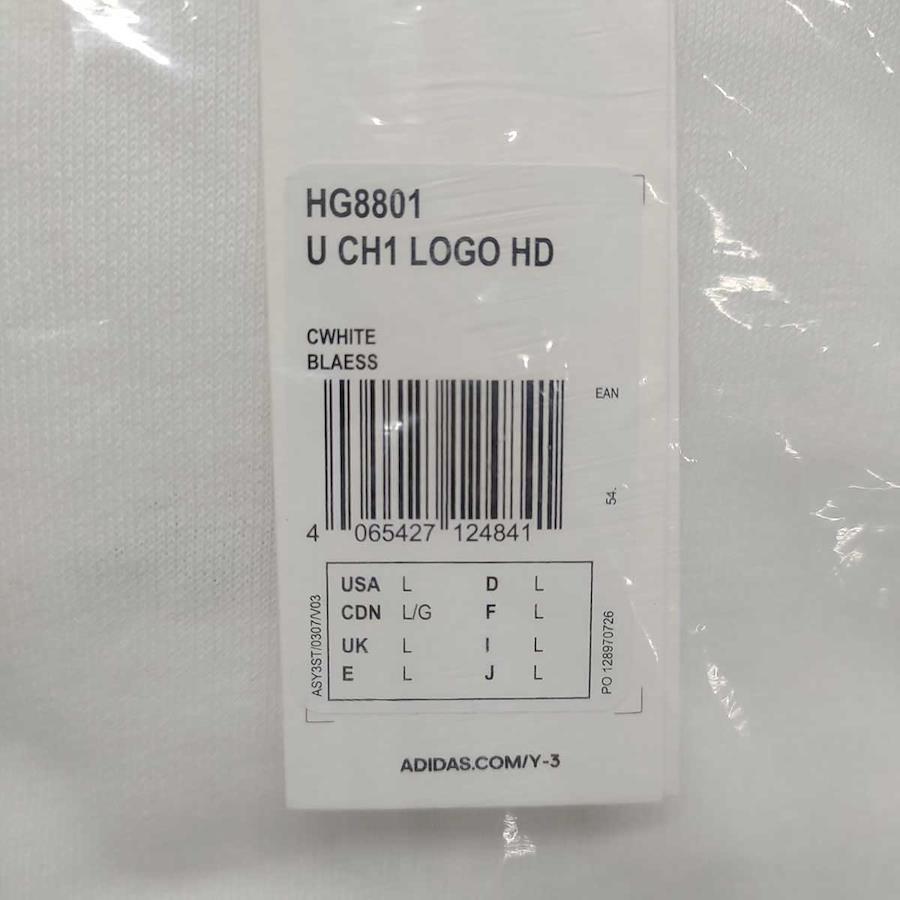 HG8801
U CH1 LOGO HD
CWHITE
BLAESS
EAN
54.
4 065427 124841
USA L D L
CDN L/G F L
UK L I L
E L J L
ASY3ST/0307/V03
PO 128970726
ADIDAS.COM/Y-3